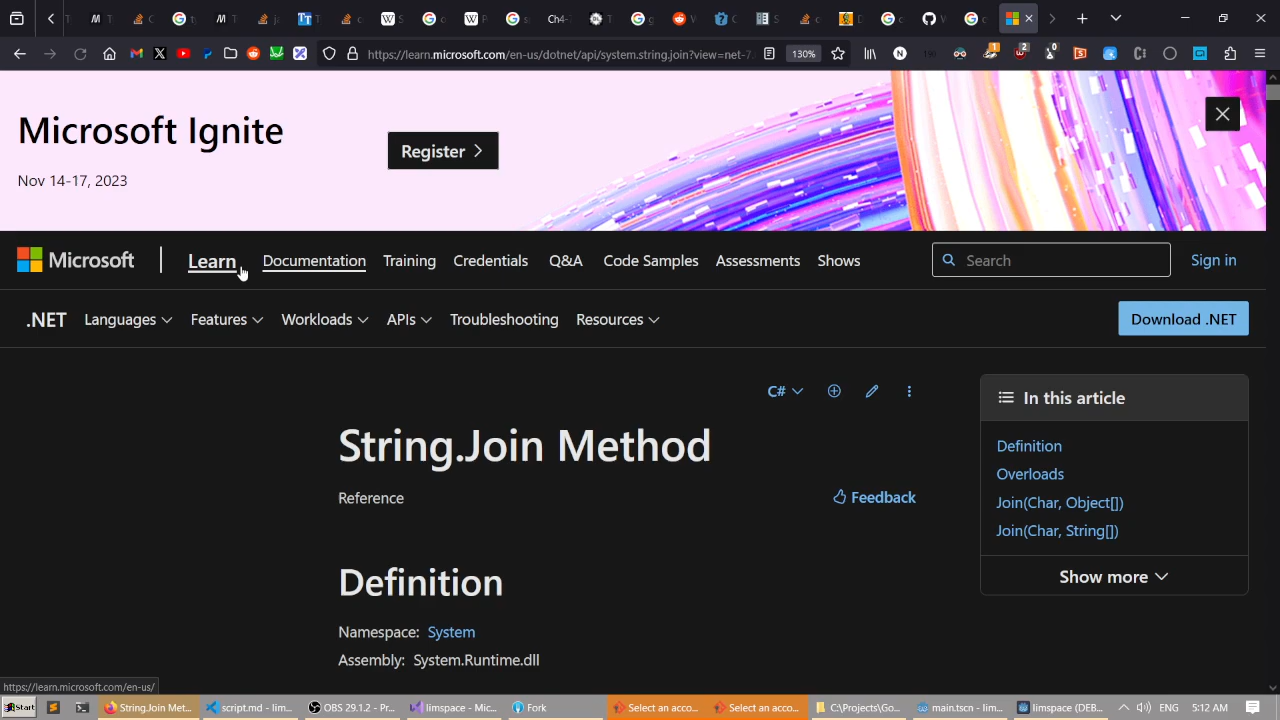 https://learn.microsoft.com/en-us/dotnet/api/system.string.join?view=net-7
130%
Microsoft Ignite
Nov 14-17, 2023
Register
Microsoft
Learn
Documentation
Training
Credentials
Q&A
Code Samples
Assessments
Shows
Search
Sign in
.NET
Languages
Features
Workloads
APIs
Troubleshooting
Resources
Download .NET
C#
String.Join Method
Reference
Feedback
Definition
Namespace: System
Assembly: System.Runtime.dll
In this article
Definition
Overloads
Join(Char, Object[])
Join(Char, String[])
Show more
https://learn.microsoft.com/en-us/
Start
String.Join Met...
script.md - lim...
OBS 29.1.2 - Pr...
limspace - Mic...
Fork
Select an acco...
Select an acco...
C:\Projects\Go...
main.tscn - lim...
limspace (DEB...
ENG
5:12 AM